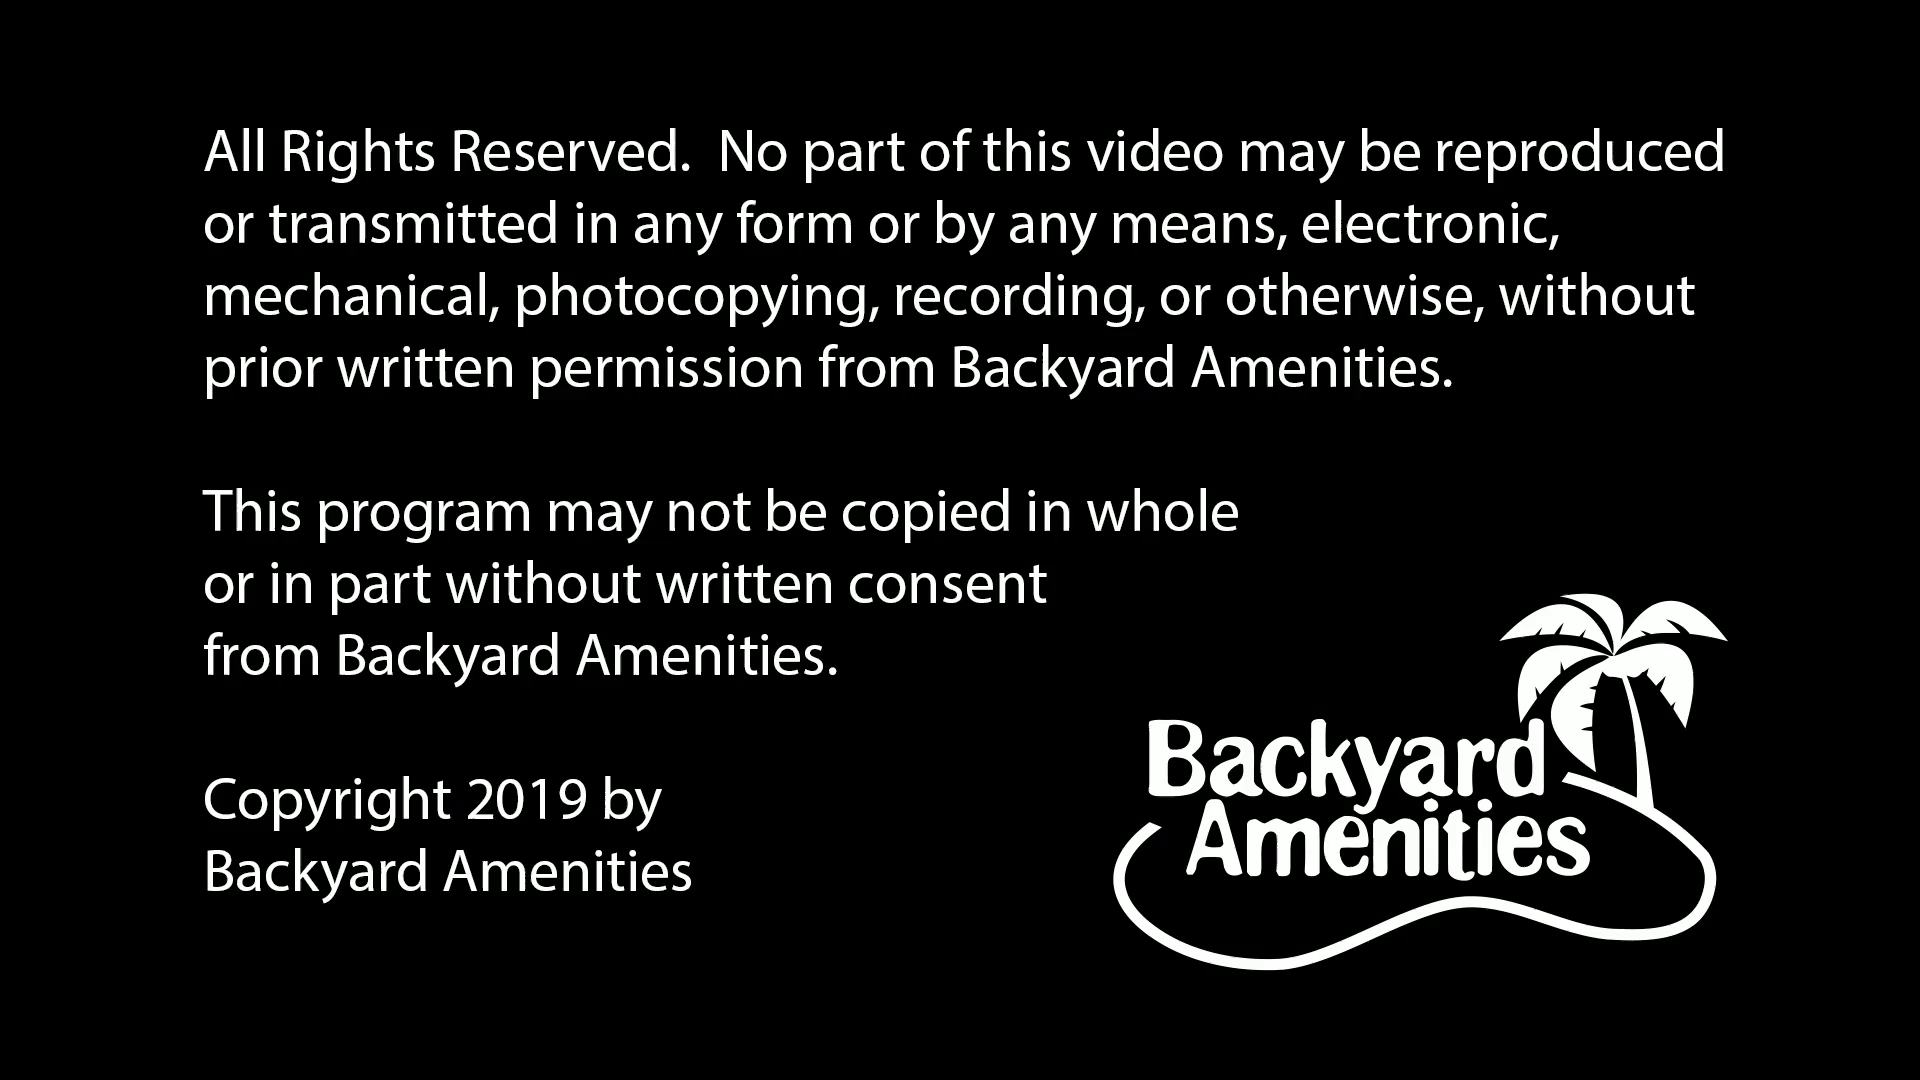 All Rights Reserved.  No part of this video may be reproduced
or transmitted in any form or by any means, electronic,
mechanical, photocopying, recording, or otherwise, without
prior written permission from Backyard Amenities.
This program may not be copied in whole
or in part without written consent
from Backyard Amenities.
Copyright 2019 by
Backyard Amenities
Backyard
Amenities